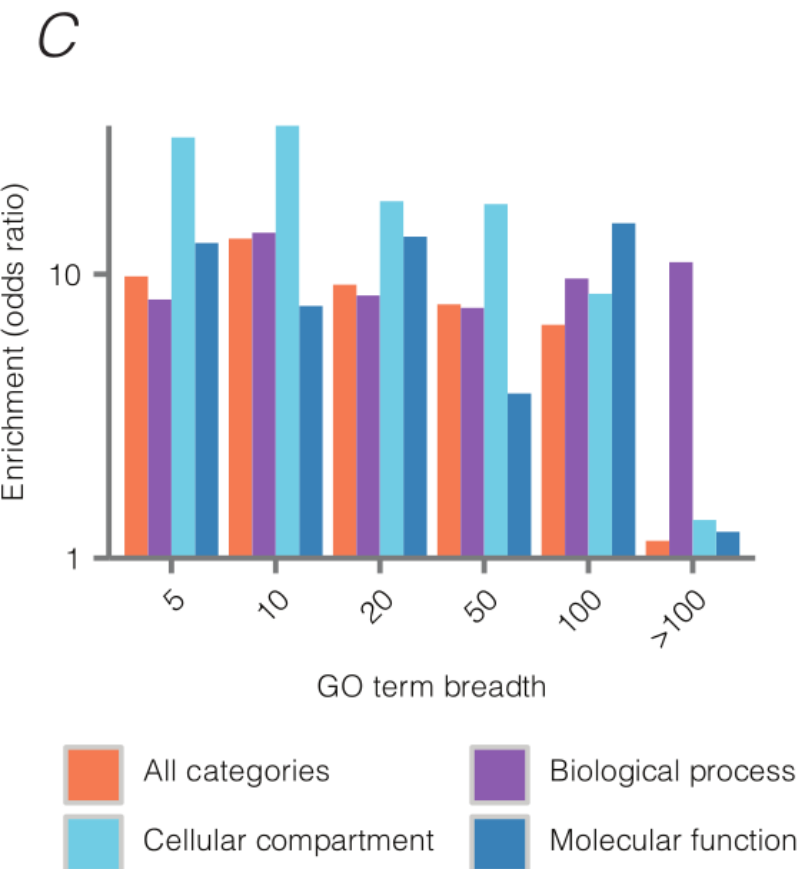 C
Enrichment (odds ratio)
10
1
5
10
20
50
100
>100
GO term breadth
All categories
Biological process
Cellular compartment
Molecular function